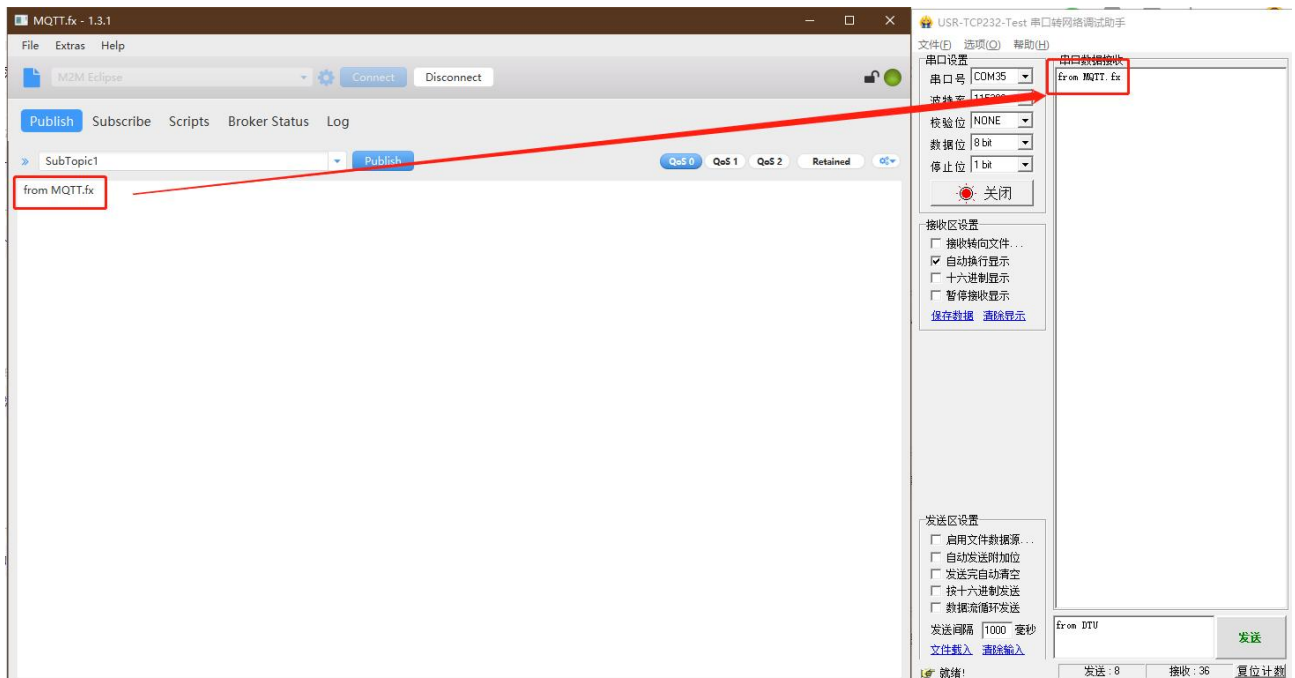 MQTT.fx - 1.3.1
File Extras Help
M2M Eclipse
Connect
Disconnect
Publish Subscribe Scripts Broker Status Log
SubTopic1
Publish
QoS 0 QoS 1 QoS 2 Retained
from MQTT.fx
USR-TCP232-Test 串口转网络调试助手
文件(F) 选项(O) 帮助(H)
串口设置
串口号 COM35
波特率
校验位 NONE
数据位 8 bit
停止位 1 bit
关闭
接收区设置
接收转向文件...
自动换行显示
十六进制显示
暂停接收显示
保存数据 清除显示
串口数据接收
from MQTT.fx
发送区设置
启用文件数据源...
自动发送附加位
发送完自动清空
按十六进制发送
数据流循环发送
发送间隔 1000 毫秒
文件载入 清除输入
from DTU
发送
就绪!
发送 : 8
接收 : 36
复位计数